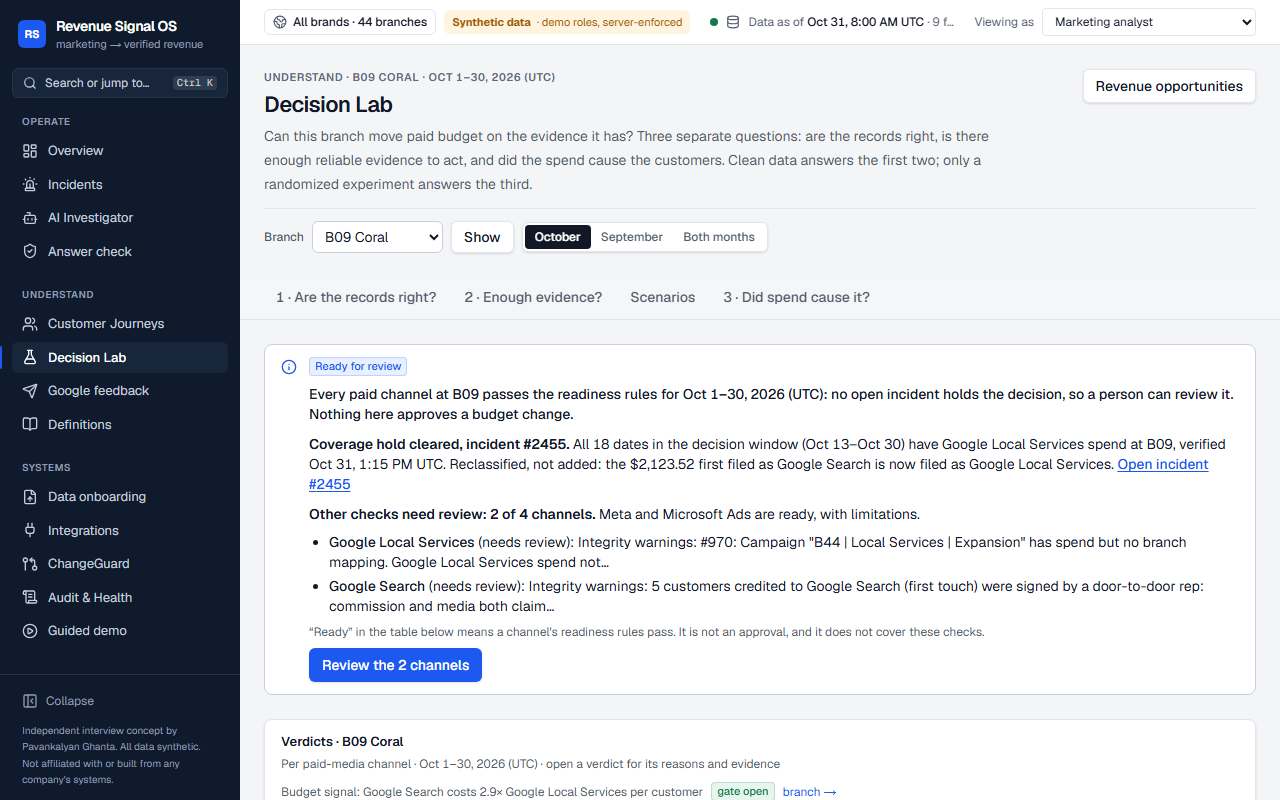 RS
Revenue Signal OS
marketing → verified revenue
Search or jump to...
Ctrl K
OPERATE
Overview
Incidents
AI Investigator
Answer check
UNDERSTAND
Customer Journeys
Decision Lab
Google feedback
Definitions
SYSTEMS
Data onboarding
Integrations
ChangeGuard
Audit & Health
Guided demo
Collapse
Independent interview concept by
Pavankalyan Ghanta. All data synthetic.
Not affiliated with or built from any
company's systems.
All brands · 44 branches
Synthetic data · demo roles, server-enforced
Data as of Oct 31, 8:00 AM UTC · 9 f...
Viewing as
Marketing analyst
UNDERSTAND · B09 CORAL · OCT 1–30, 2026 (UTC)
Decision Lab
Revenue opportunities
Can this branch move paid budget on the evidence it has? Three separate questions: are the records right, is there
enough reliable evidence to act, and did the spend cause the customers. Clean data answers the first two; only a
randomized experiment answers the third.
Branch
B09 Coral
Show
October
September
Both months
1 · Are the records right?
2 · Enough evidence?
Scenarios
3 · Did spend cause it?
Ready for review
Every paid channel at B09 passes the readiness rules for Oct 1–30, 2026 (UTC): no open incident holds the decision, so a person can review it.
Nothing here approves a budget change.
Coverage hold cleared, incident #2455. All 18 dates in the decision window (Oct 13–Oct 30) have Google Local Services spend at B09, verified
Oct 31, 1:15 PM UTC. Reclassified, not added: the $2,123.52 first filed as Google Search is now filed as Google Local Services. Open incident
#2455
Other checks need review: 2 of 4 channels. Meta and Microsoft Ads are ready, with limitations.
• Google Local Services (needs review): Integrity warnings: #970: Campaign "B44 | Local Services | Expansion" has spend but no branch
mapping. Google Local Services spend not...
• Google Search (needs review): Integrity warnings: 5 customers credited to Google Search (first touch) were signed by a door-to-door rep:
commission and media both claim...
“Ready” in the table below means a channel's readiness rules pass. It is not an approval, and it does not cover these checks.
Review the 2 channels
Verdicts · B09 Coral
Per paid-media channel · Oct 1–30, 2026 (UTC) · open a verdict for its reasons and evidence
Budget signal: Google Search costs 2.9× Google Local Services per customer
gate open
branch →